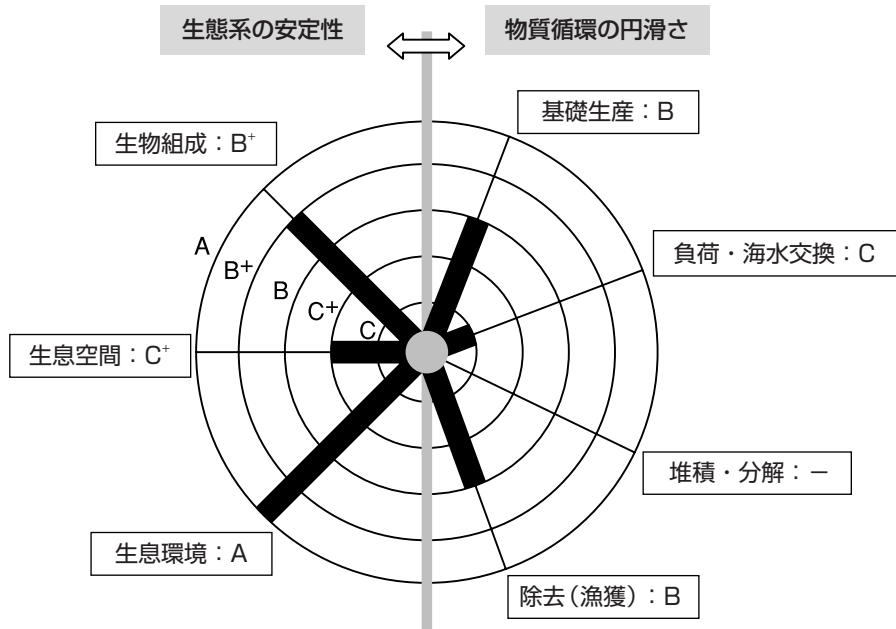 生態系の安定性
物質循環の円滑さ
基礎生産：B
生物組成：B⁺
負荷・海水交換：C
A
B+
B
C+
C
生息空間：C⁺
堆積・分解：－
生息環境：A
除去（漁獲）：B